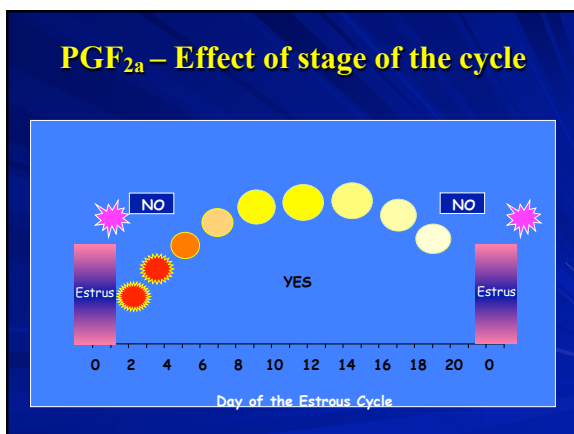 PGF2a – Effect of stage of the cycle
NO
NO
Estrus
YES
Estrus
0 2 4 6 8 10 12 14 16 18 20 0
Day of the Estrous Cycle